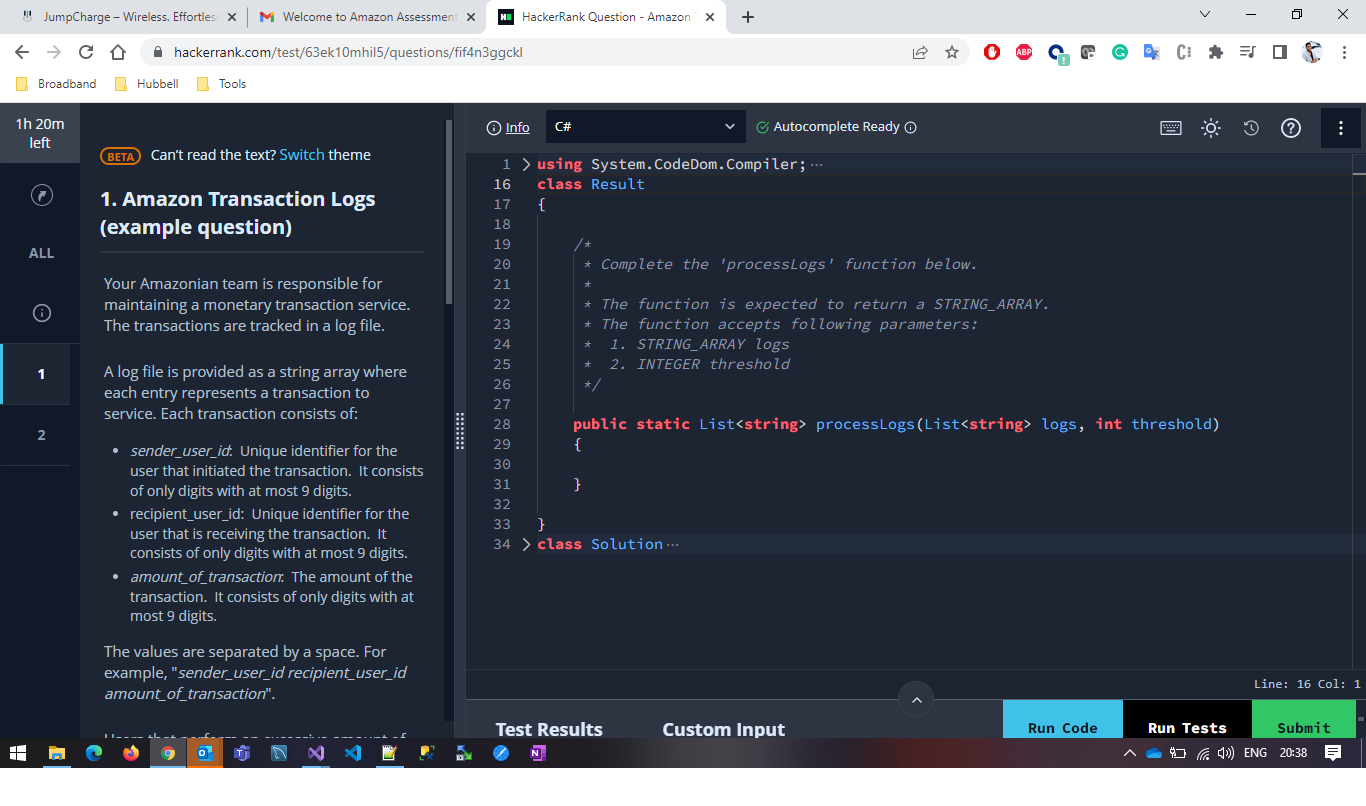 JumpCharge – Wireless. Effortles
Welcome to Amazon Assessment
HackerRank Question - Amazon
hackerrank.com/test/63ek10mhil5/questions/fif4n3ggckl
Broadband Hubbell Tools
1h 20m
left
ALL
1
2
BETA Can't read the text? Switch theme
1. Amazon Transaction Logs
(example question)
Your Amazonian team is responsible for
maintaining a monetary transaction service.
The transactions are tracked in a log file.
A log file is provided as a string array where
each entry represents a transaction to
service. Each transaction consists of:
• sender_user_id: Unique identifier for the
user that initiated the transaction. It consists
of only digits with at most 9 digits.
• recipient_user_id: Unique identifier for the
user that is receiving the transaction. It
consists of only digits with at most 9 digits.
• amount_of_transaction: The amount of the
transaction. It consists of only digits with at
most 9 digits.
The values are separated by a space. For
example, "sender_user_id recipient_user_id
amount_of_transaction".
Users that perform an excessive amount of
Info C# Autocomplete Ready
1 using System.CodeDom.Compiler;···
16 class Result
17 {
18
19 /*
20 * Complete the 'processLogs' function below.
21 *
22 * The function is expected to return a STRING_ARRAY.
23 * The function accepts following parameters:
24 * 1. STRING_ARRAY logs
25 * 2. INTEGER threshold
26 */
27
28 public static List<string> processLogs(List<string> logs, int threshold)
29 {
30
31 }
32
33 }
34 class Solution···
Line: 16 Col: 1
Test Results Custom Input Run Code Run Tests Submit
ENG 20:38